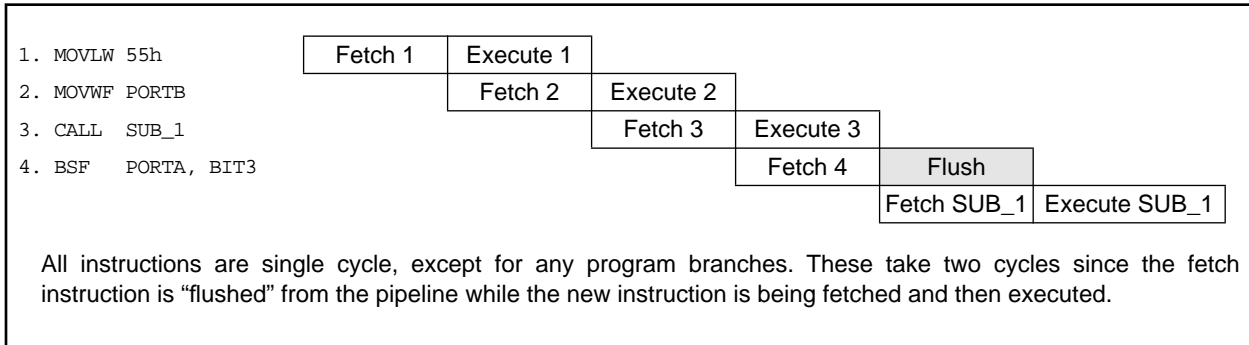 1. MOVLW 55h Fetch 1 Execute 1
2. MOVWF PORTB Fetch 2 Execute 2
3. CALL SUB_1 Fetch 3 Execute 3
4. BSF PORTA, BIT3 Fetch 4 Flush
Fetch SUB_1 Execute SUB_1
All instructions are single cycle, except for any program branches. These take two cycles since the fetch
instruction is “flushed” from the pipeline while the new instruction is being fetched and then executed.